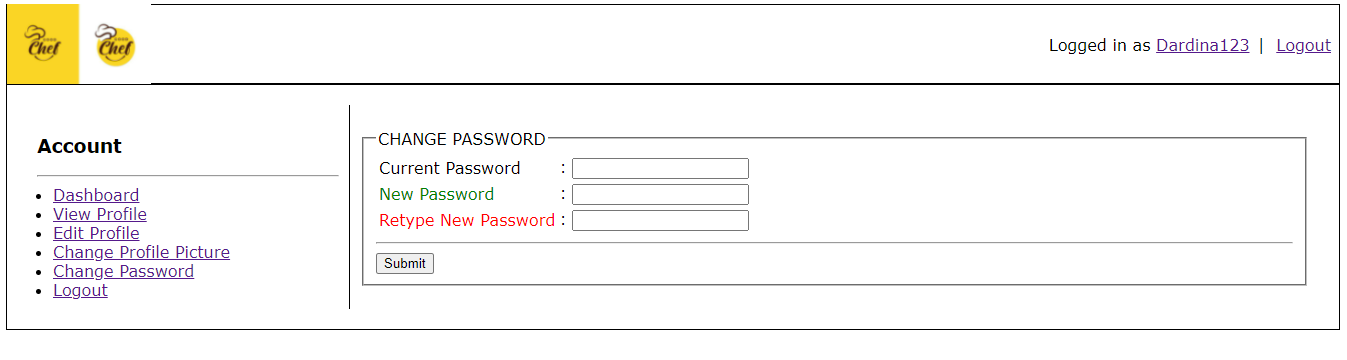 Chef Chef
Logged in as Dardina123 | Logout
Account
Dashboard
View Profile
Edit Profile
Change Profile Picture
Change Password
Logout
CHANGE PASSWORD
Current Password :
New Password :
Retype New Password :
Submit